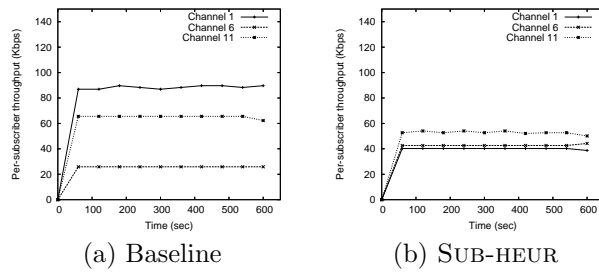 Per-subscriber throughput (Kbps)
140
120
100
80
60
40
20
0
Channel 1
Channel 6
Channel 11
0 100 200 300 400 500 600
Time (sec)
(a) Baseline
Per-subscriber throughput (Kbps)
140
120
100
80
60
40
20
0
Channel 1
Channel 6
Channel 11
0 100 200 300 400 500 600
Time (sec)
(b) SUB-HEUR